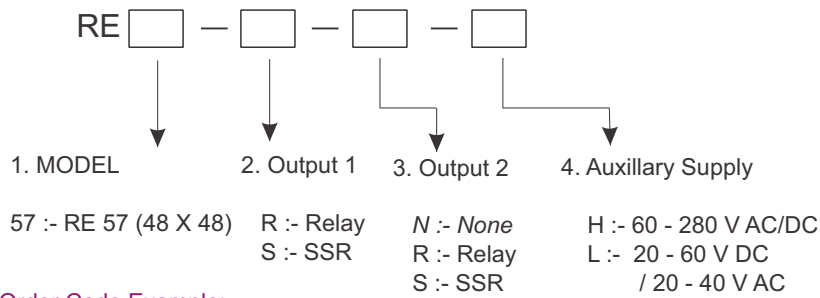 RE — — —
1. MODEL 2. Output 1 3. Output 2 4. Auxillary Supply
57 :- RE 57 (48 X 48) R :- Relay N :- None H :- 60 - 280 V AC/DC
S :- SSR R :- Relay L :- 20 - 60 V DC
S :- SSR / 20 - 40 V AC
Order Code Example: